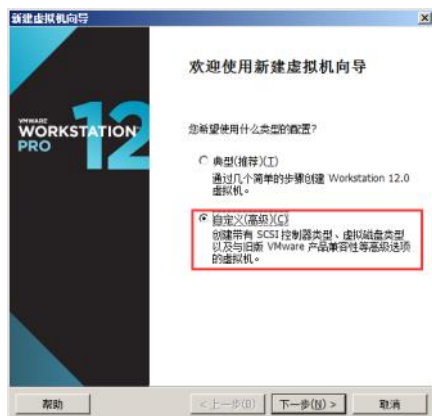 新建虚拟机向导
欢迎使用新建虚拟机向导
VMWARE
WORKSTATION
PRO
12
您希望使用什么类型的配置?
典型(推荐)(T)
通过几个简单的步骤创建 Workstation 12.0
虚拟机。
自定义(高级)(C)
创建带有 SCSI 控制器类型、虚拟磁盘类型
以及与旧版 VMware 产品兼容性等高级选项
的虚拟机。
帮助
< 上一步(B)
下一步(N) >
取消